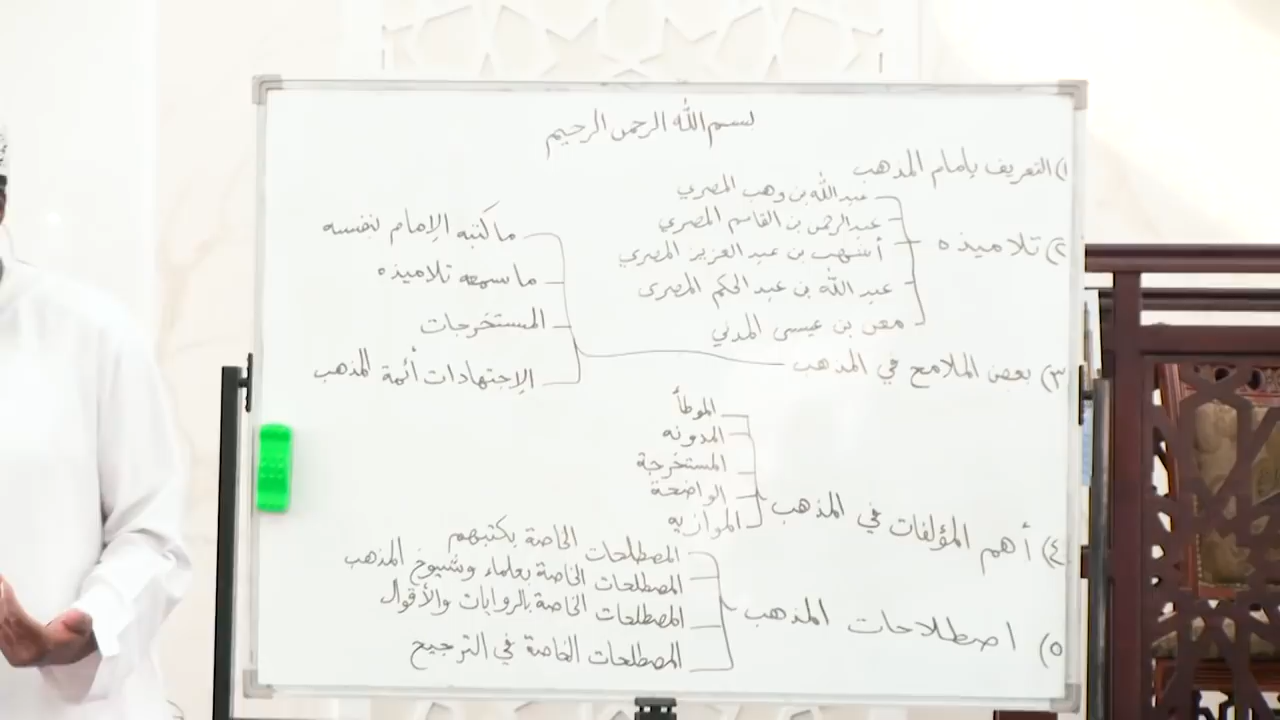 بسم الله الرحمن الرحيم
١) التعريف بإمام المذهب
٢) تلاميذه
عبد الله بن وهب المصري
عبد الرحمن بن القاسم المصري
أشهب بن عبد العزيز المصري
عبد الله بن عبد الحكم المصرى
معن بن عيسى المدني
٣) بعض الملامح في المذهب
ما كتبه الإمام بنفسه
ما سمعه تلاميذه
المستخرجات
الإجتهادات أئمة المذهب
٤) أهم المؤلفات في المذهب
الموطأ
المدونه
المستخرجة
الواضحة
الموازيه
٥) اصطلاحات المذهب
المصطلحات الخاصة بكتبهم
المصطلحات الخاصة بعلماء وشيوخ المذهب
المصطلحات الخاصة بالروايات والأقوال
المصطلحات الخاصة في الترجيح